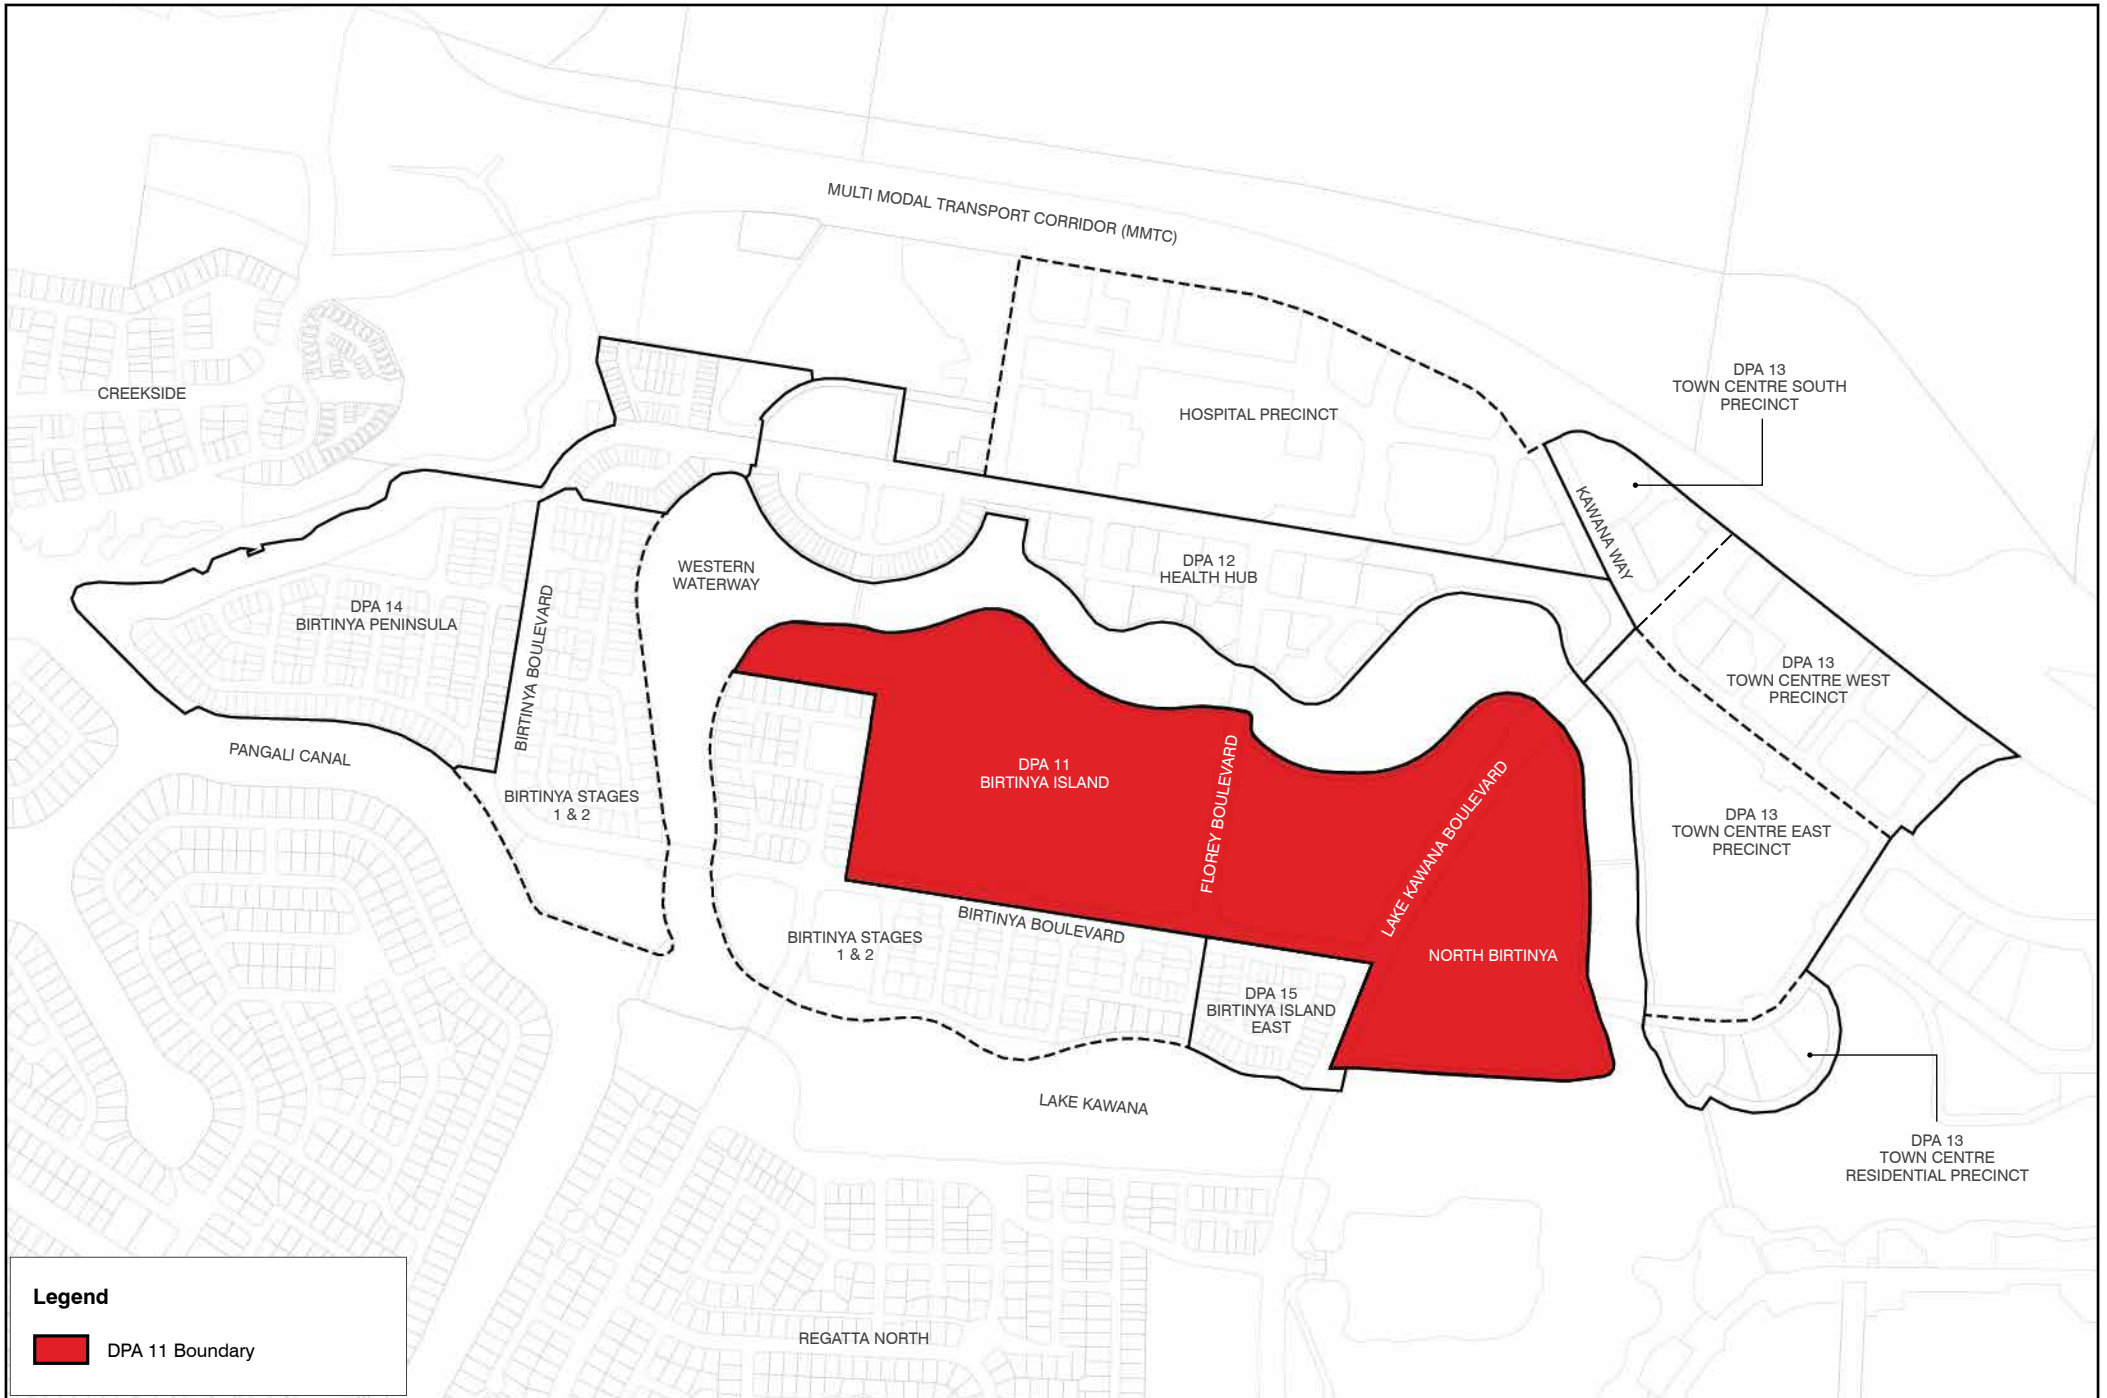 MULTI MODAL TRANSPORT CORRIDOR (MMTC)
DPA 13
TOWN CENTRE SOUTH
PRECINCT
CREEKSIDE
HOSPITAL PRECINCT
KAWANA WAY
WESTERN
WATERWAY
DPA 12
HEALTH HUB
DPA 14
BIRTINYA PENINSULA
BIRTINYA BOULEVARD
DPA 13
TOWN CENTRE WEST
PRECINCT
PANGALI CANAL
DPA 11
BIRTINYA ISLAND
FLOREY BOULEVARD
LAKE KAWANA BOULEVARD
BIRTINYA STAGES
1 & 2
DPA 13
TOWN CENTRE EAST
PRECINCT
BIRTINYA BOULEVARD
BIRTINYA STAGES
1 & 2
NORTH BIRTINYA
DPA 15
BIRTINYA ISLAND
EAST
LAKE KAWANA
DPA 13
TOWN CENTRE
RESIDENTIAL PRECINCT
REGATTA NORTH
Legend
DPA 11 Boundary